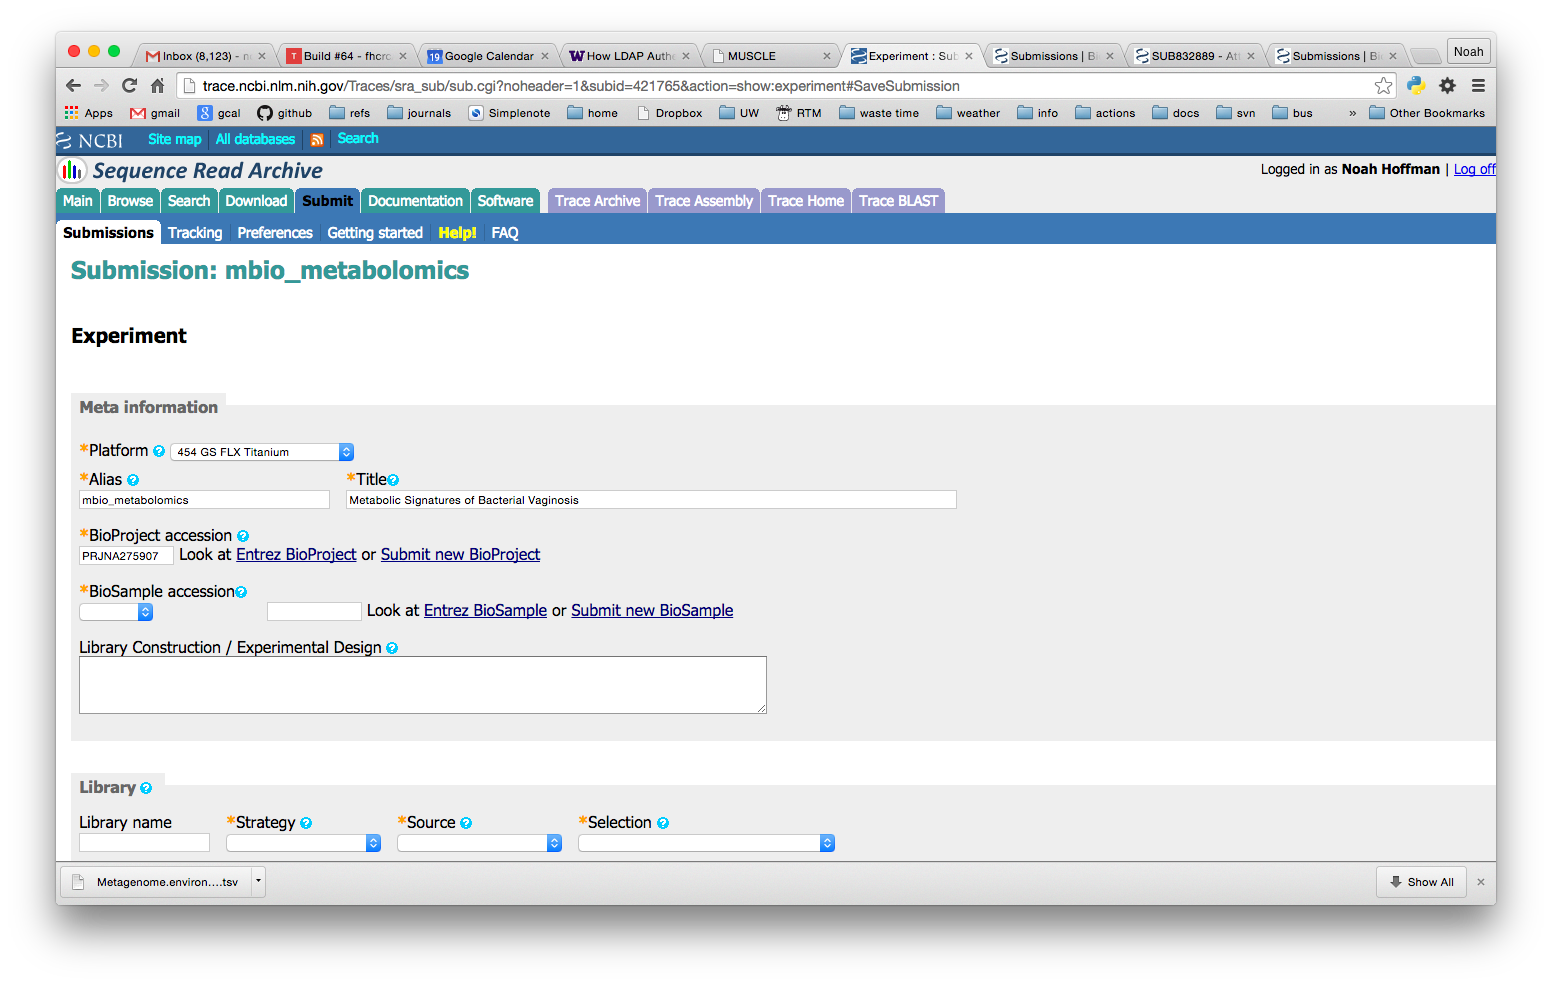 Inbox (8,123) - n
Build #64 - fhcrc
Google Calendar
How LDAP Authe
MUSCLE
Experiment : Sub
Submissions | Bi
SUB832889 - Att
Submissions | Bi
Noah
trace.ncbi.nlm.nih.gov/Traces/sra_sub/sub.cgi?noheader=1&subid=421765&action=show:experiment#SaveSubmission
Apps gmail gcal github refs journals Simplenote home Dropbox UW RTM waste time weather info actions docs svn bus » Other Bookmarks
NCBI Site map All databases Search
Sequence Read Archive Logged in as Noah Hoffman | Log off
Main Browse Search Download Submit Documentation Software Trace Archive Trace Assembly Trace Home Trace BLAST
Submissions Tracking Preferences Getting started Help! FAQ
Submission: mbio_metabolomics
Experiment
Meta information
*Platform ? 454 GS FLX Titanium
*Alias ? *Title ?
mbio_metabolomics Metabolic Signatures of Bacterial Vaginosis
*BioProject accession ?
PRJNA275907 Look at Entrez BioProject or Submit new BioProject
*BioSample accession ?
Look at Entrez BioSample or Submit new BioSample
Library Construction / Experimental Design ?
Library ?
Library name *Strategy ? *Source ? *Selection ?
Metagenome.environ....tsv Show All